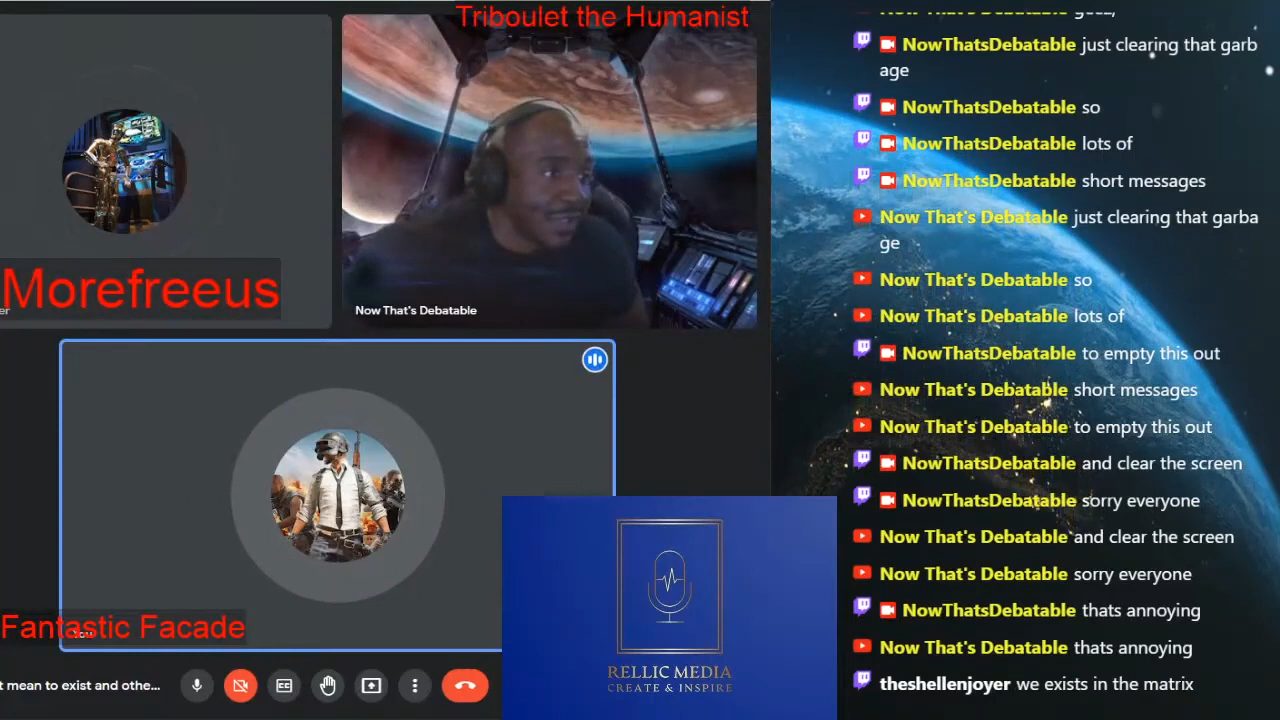 Triboulet the Humanist
Morefreeus
Now That's Debatable
Fantastic Facade
t mean to exist and othe...
CC
RELLIC MEDIA
CREATE & INSPIRE
NowThatsDebatable just clearing that garb
age
NowThatsDebatable so
NowThatsDebatable lots of
NowThatsDebatable short messages
Now That's Debatable just clearing that garba
ge
Now That's Debatable so
Now That's Debatable lots of
NowThatsDebatable to empty this out
Now That's Debatable short messages
Now That's Debatable to empty this out
NowThatsDebatable and clear the screen
NowThatsDebatable sorry everyone
Now That's Debatable and clear the screen
Now That's Debatable sorry everyone
NowThatsDebatable thats annoying
Now That's Debatable thats annoying
theshellenjoyer we exists in the matrix